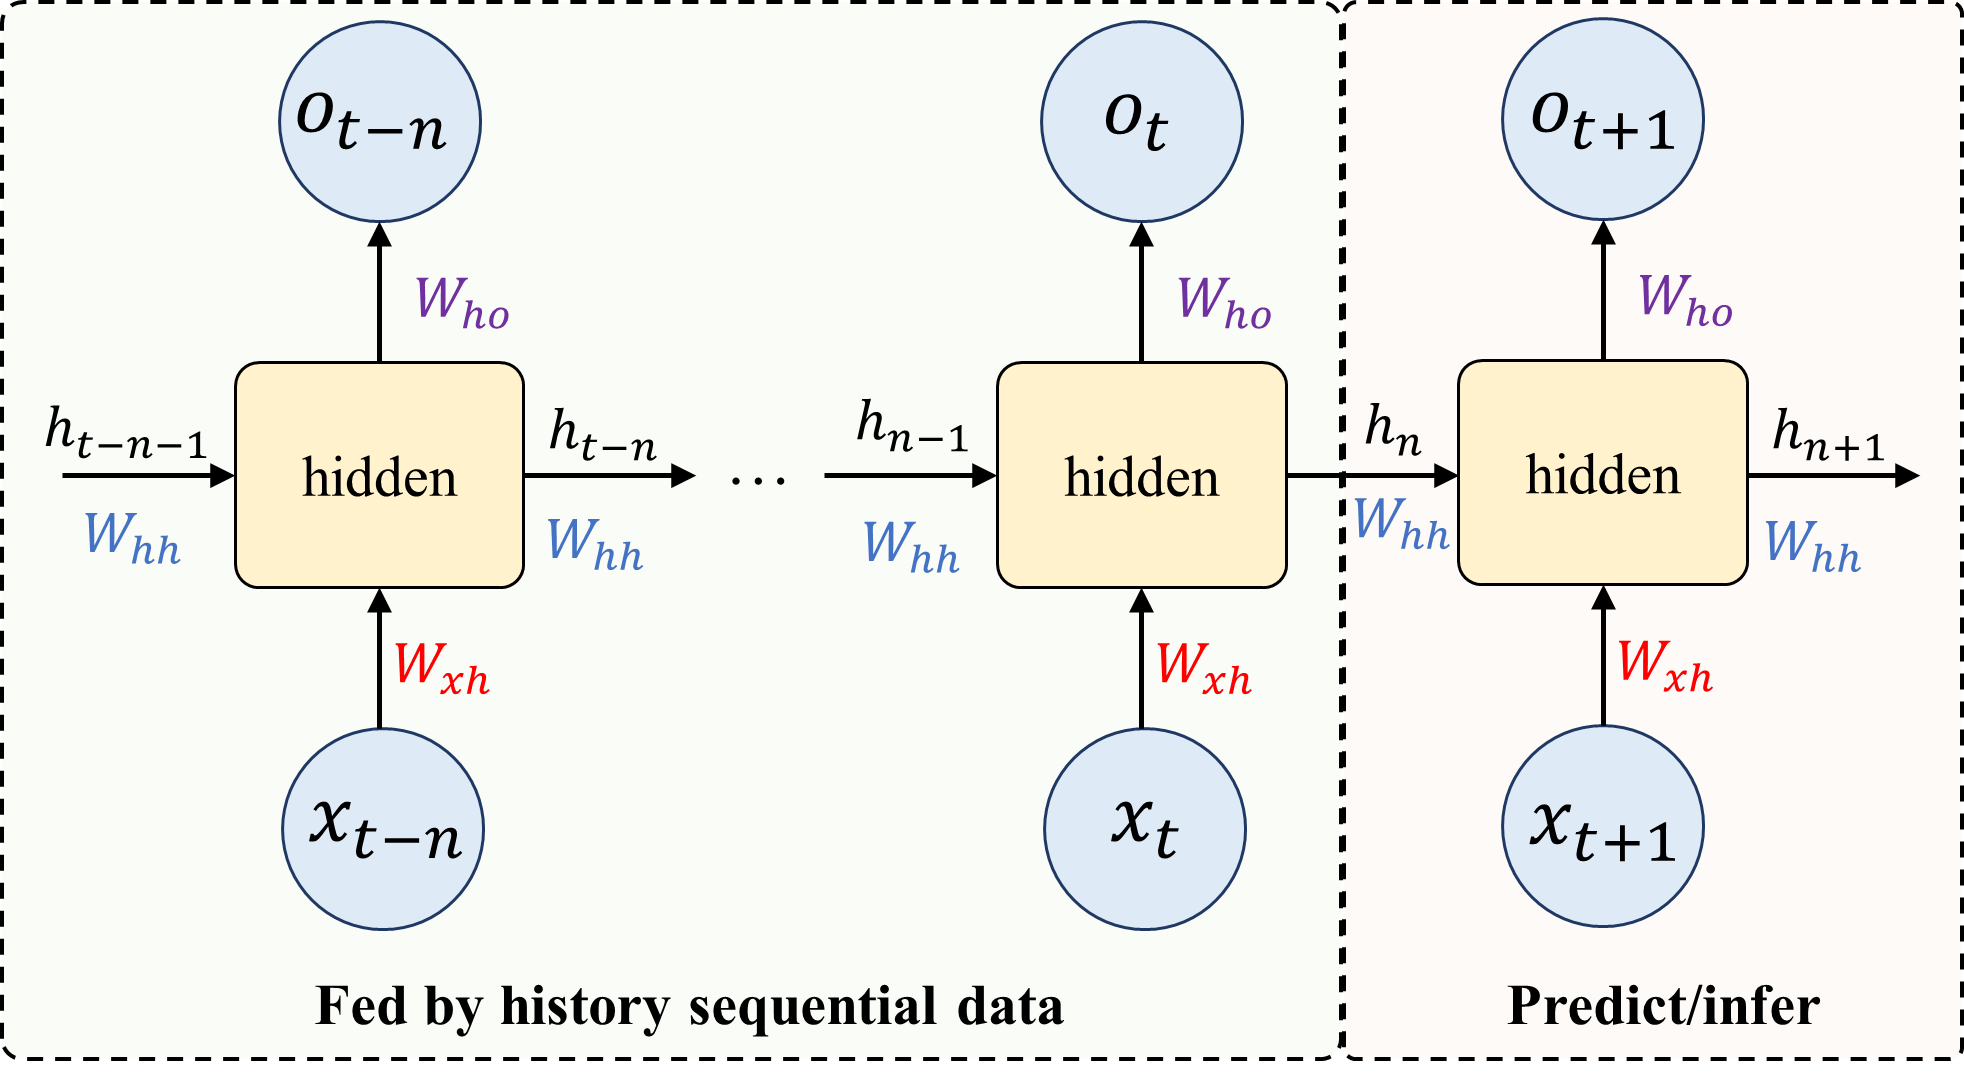 o_{t-n} o_t o_{t+1}
W_{ho} W_{ho} W_{ho}
h_{t-n-1} h_{t-n} h_{n-1} h_n h_{n+1}
hidden ... hidden hidden
W_{hh} W_{hh} W_{hh} W_{hh} W_{hh}
W_{xh} W_{xh} W_{xh}
x_{t-n} x_t x_{t+1}
Fed by history sequential data Predict/infer